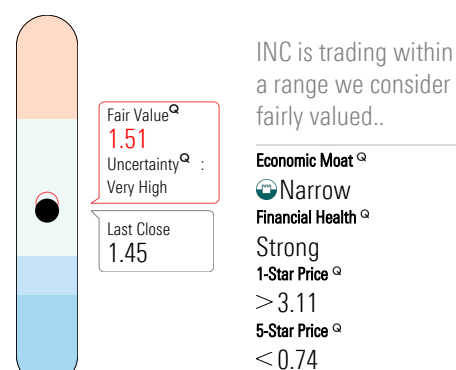 INC is trading within
a range we consider
fairly valued..
Fair Value Q
1.51
Uncertainty Q :
Very High
Last Close
1.45
Economic Moat Q
Narrow
Financial Health Q
Strong
1-Star Price Q
>3.11
5-Star Price Q
<0.74